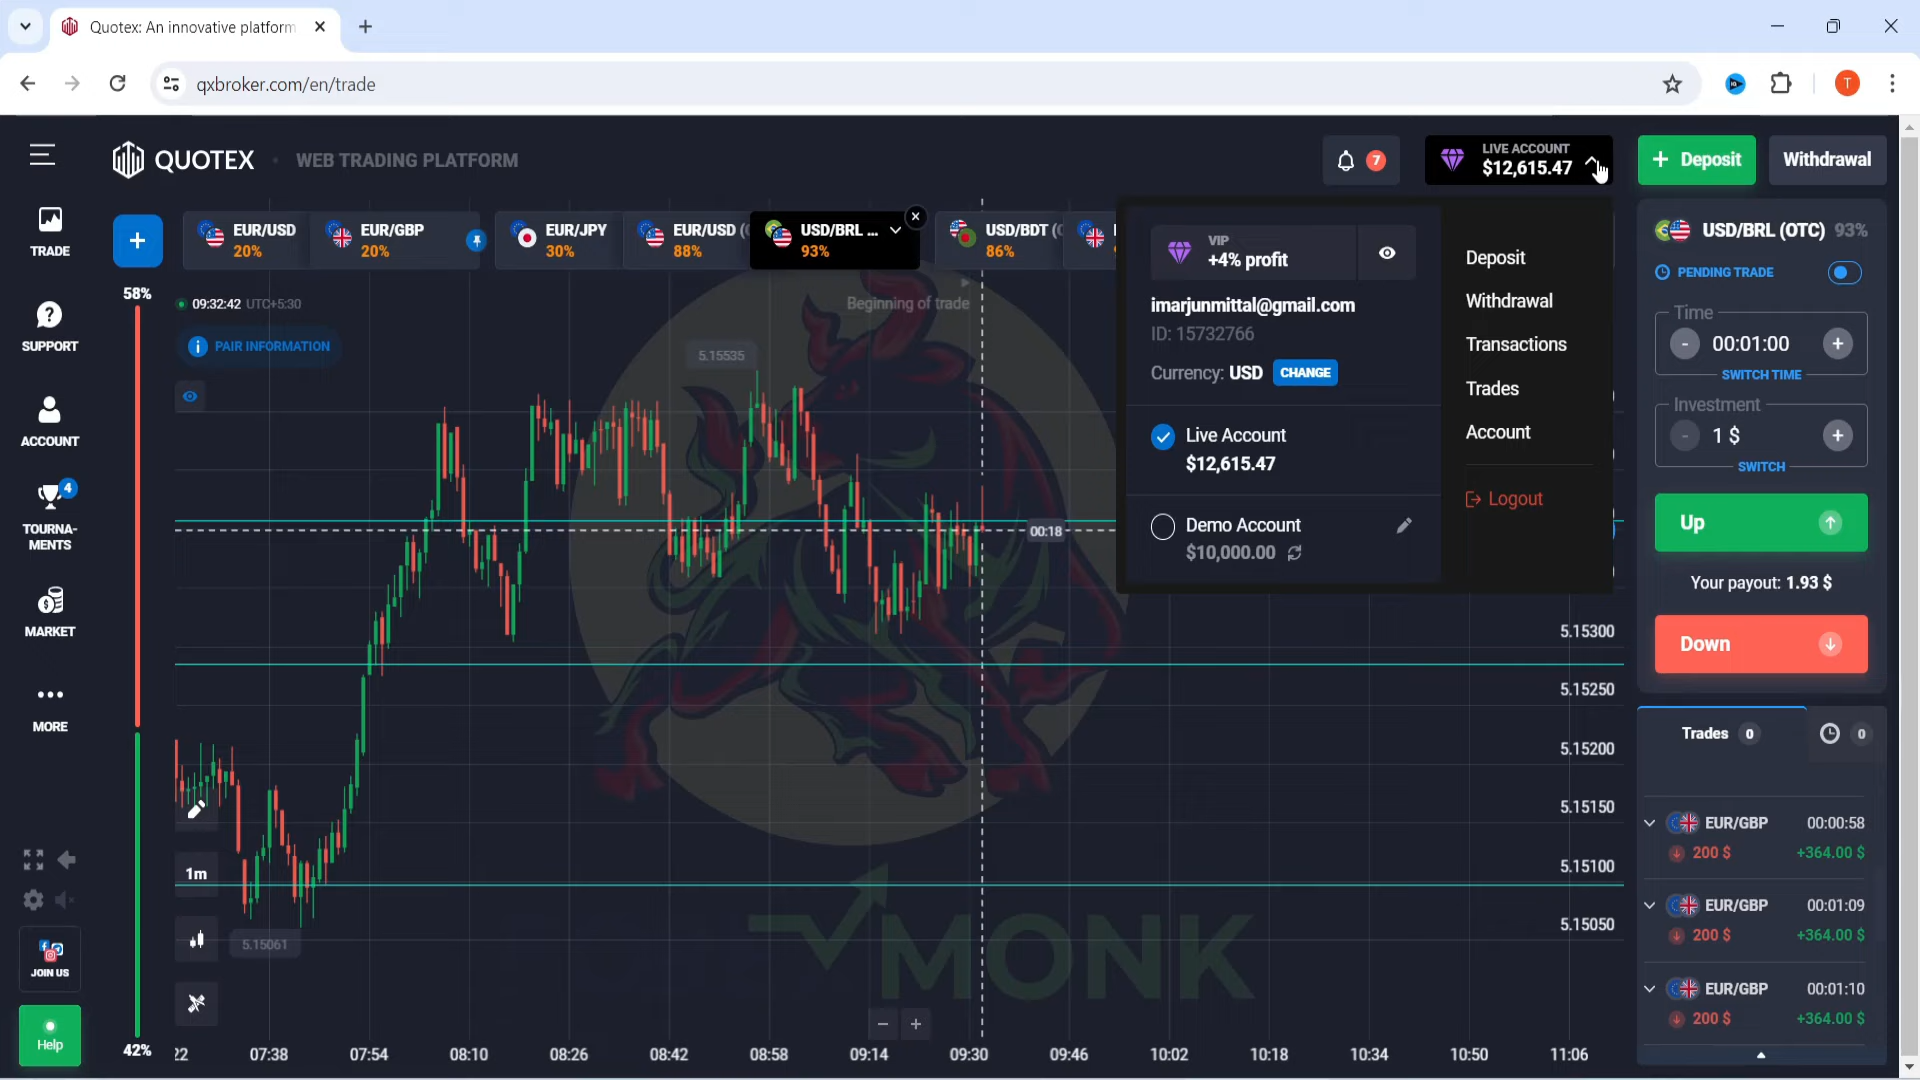 Quotex: An innovative platform
qxbroker.com/en/trade
T
QUOTEX · WEB TRADING PLATFORM
7
LIVE ACCOUNT
$12,615.47
+ Deposit
Withdrawal
TRADE
SUPPORT
ACCOUNT
4
TOURNA-
MENTS
MARKET
MORE
JOIN US
Help
+
EUR/USD
20%
EUR/GBP
20%
EUR/JPY
30%
EUR/USD (
88%
USD/BRL ...
93%
USD/BDT (
86%
58%
42%
09:32:42 UTC+5:30
PAIR INFORMATION
Beginning of trade
5.15535
00:18
5.15061
1m
MONK
VIP
+4% profit
imarjunmittal@gmail.com
ID: 15732766
Currency: USD CHANGE
Live Account
$12,615.47
Demo Account
$10,000.00
Deposit
Withdrawal
Transactions
Trades
Account
Logout
5.15300
5.15250
5.15200
5.15150
5.15100
5.15050
22 07:38 07:54 08:10 08:26 08:42 08:58 09:14 09:30 09:46 10:02 10:18 10:34 10:50 11:06
USD/BRL (OTC) 93%
PENDING TRADE
Time
- 00:01:00 +
SWITCH TIME
Investment
- 1 $ +
SWITCH
Up
Your payout: 1.93 $
Down
Trades 0
0
EUR/GBP 00:00:58
200 $ +364.00 $
EUR/GBP 00:01:09
200 $ +364.00 $
EUR/GBP 00:01:10
200 $ +364.00 $